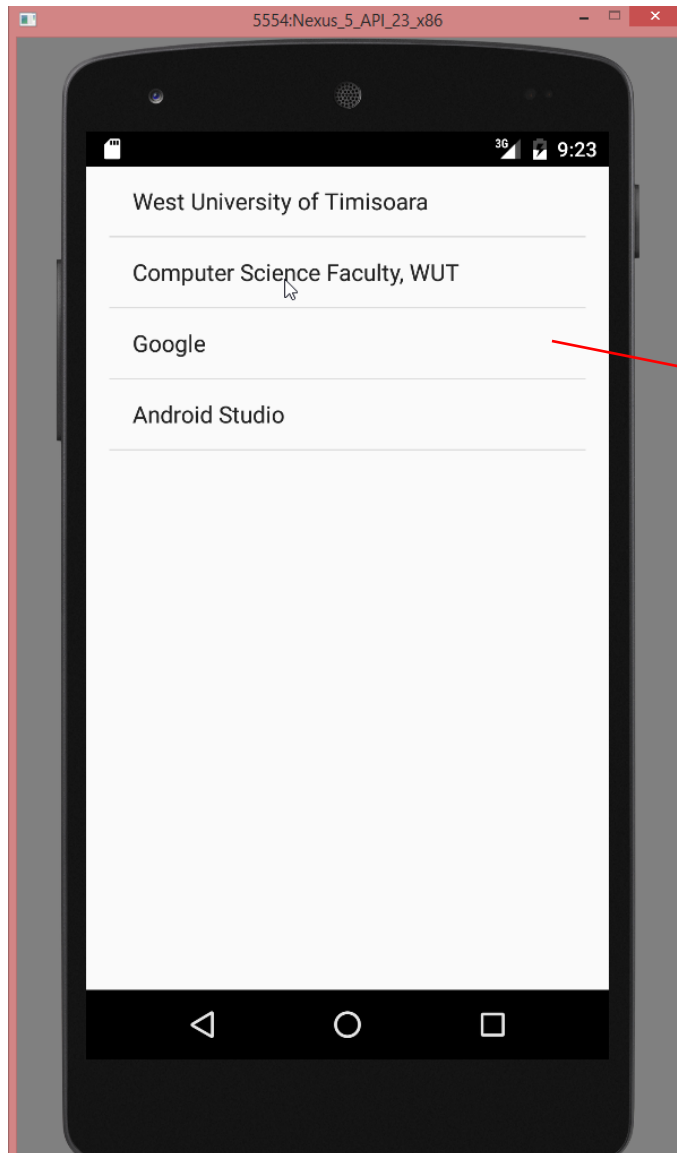 5554:Nexus_5_API_23_x86
3G 9:23
West University of Timisoara
Computer Science Faculty, WUT
Google
Android Studio